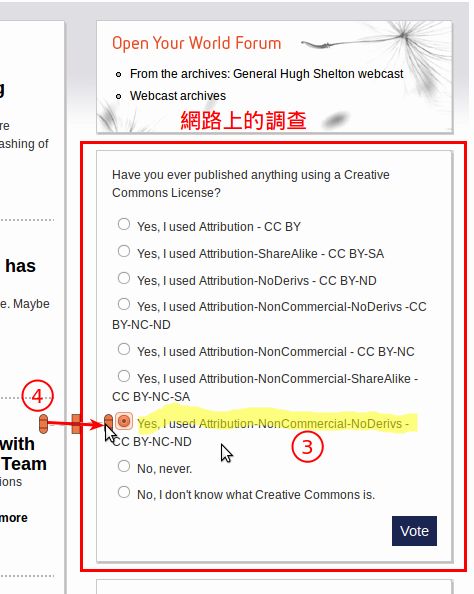 g
re
ashing of
has
e. Maybe
④
with
Team
ions
more
Open Your World Forum
From the archives: General Hugh Shelton webcast
Webcast archives
網路上的調查
Have you ever published anything using a Creative
Commons License?
Yes, I used Attribution - CC BY
Yes, I used Attribution-ShareAlike - CC BY-SA
Yes, I used Attribution-NoDerivs - CC BY-ND
Yes, I used Attribution-NonCommercial-NoDerivs -CC
BY-NC-ND
Yes, I used Attribution-NonCommercial - CC BY-NC
Yes, I used Attribution-NonCommercial-ShareAlike -
CC BY-NC-SA
Yes, I used Attribution-NonCommercial-NoDerivs -
CC BY-NC-ND
③
No, never.
No, I don't know what Creative Commons is.
Vote